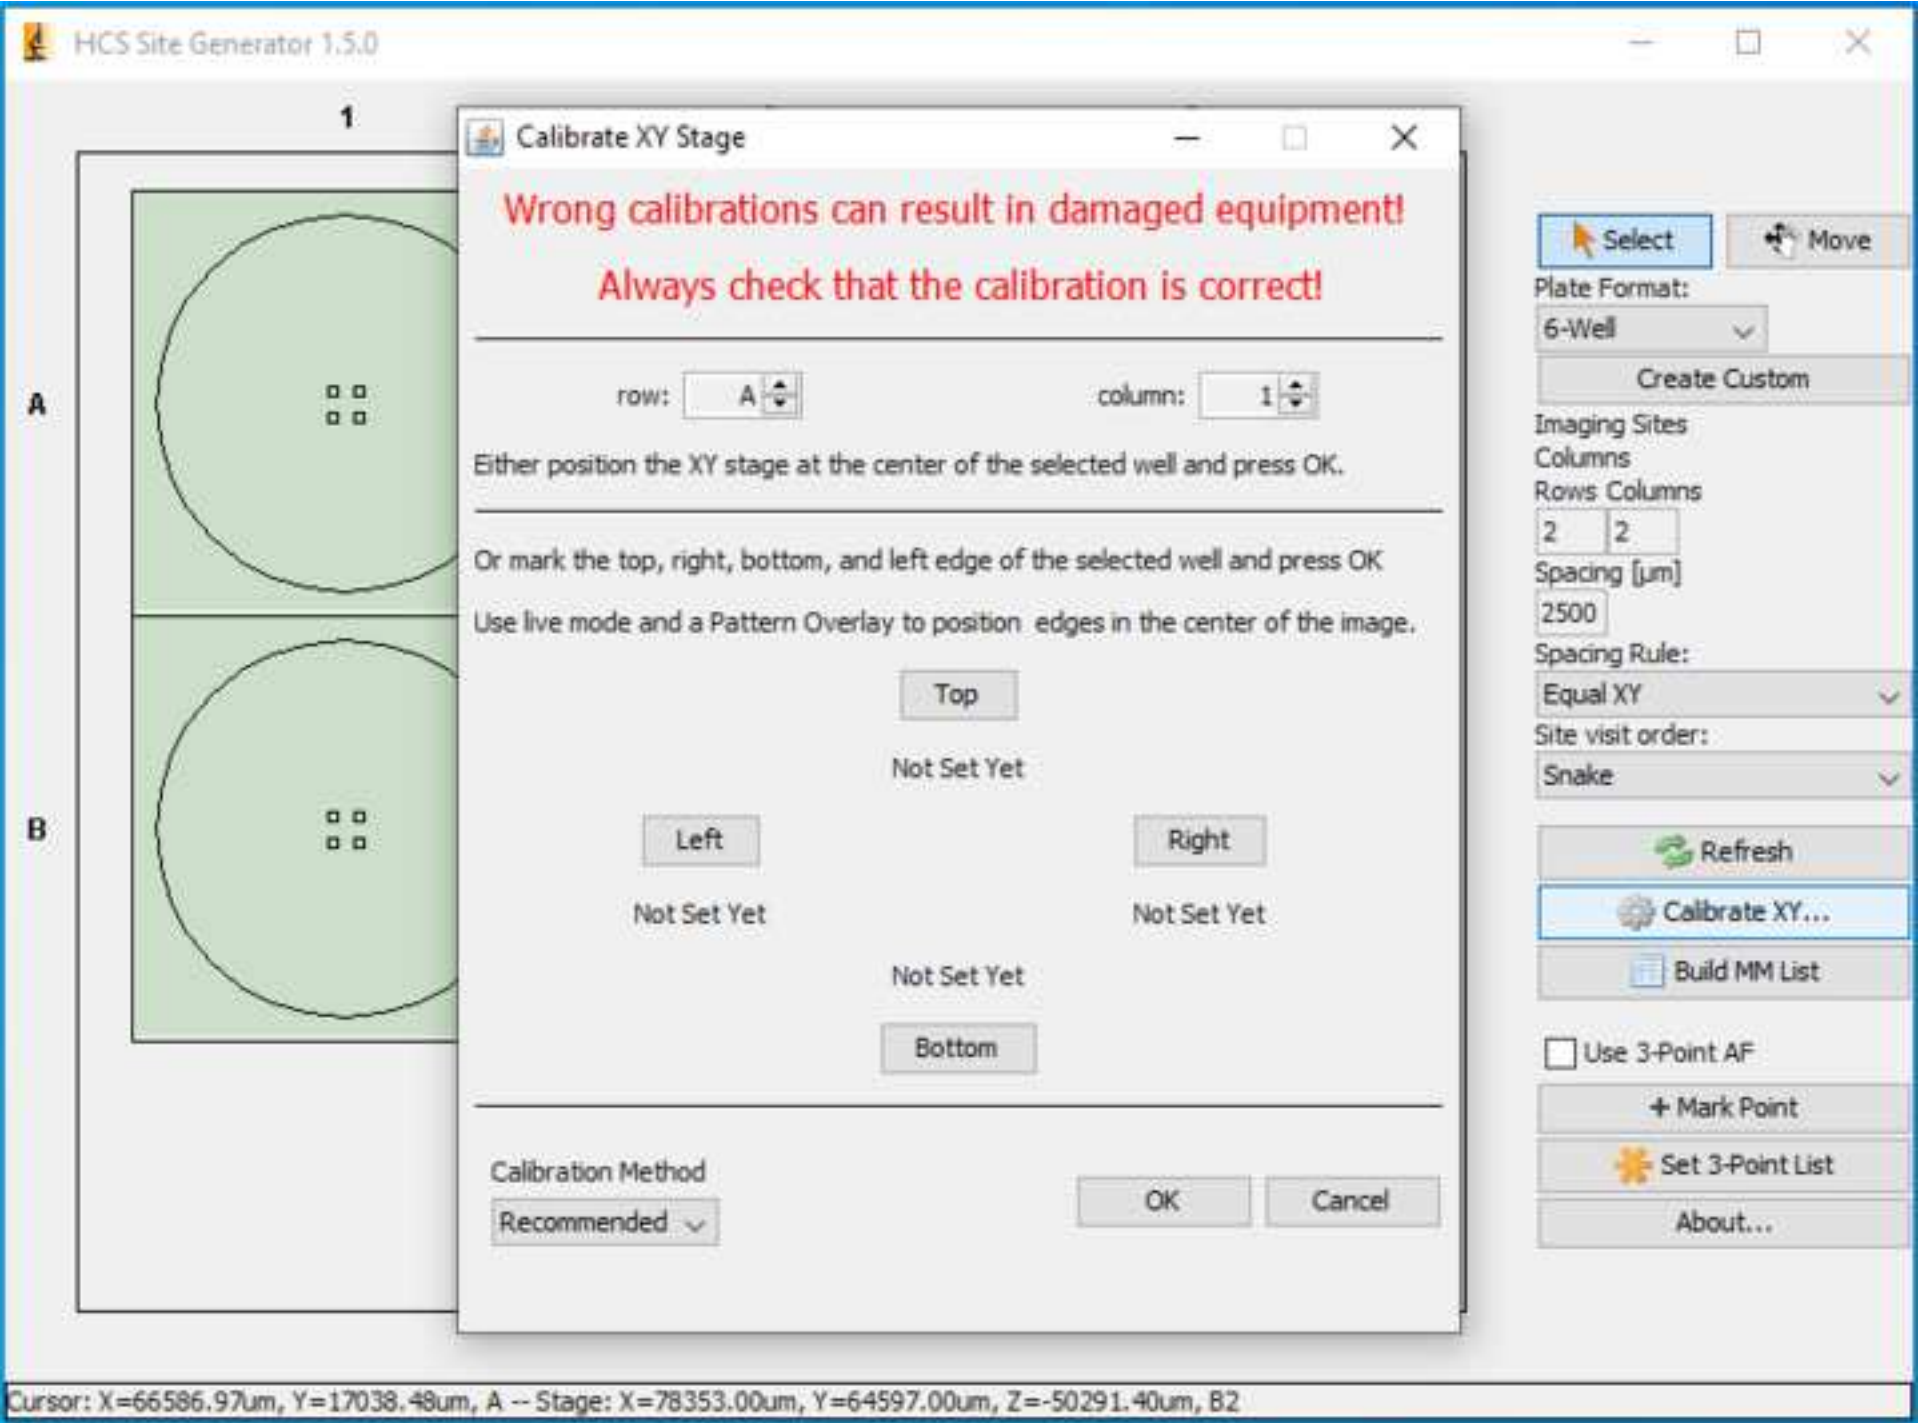 HCS Site Generator 1.5.0
1
Calibrate XY Stage
Wrong calibrations can result in damaged equipment!
Always check that the calibration is correct!
row: A column: 1
Either position the XY stage at the center of the selected well and press OK.
Or mark the top, right, bottom, and left edge of the selected well and press OK
Use live mode and a Pattern Overlay to position edges in the center of the image.
Top
Not Set Yet
Left Right
Not Set Yet Not Set Yet
Not Set Yet
Bottom
Calibration Method
Recommended
OK Cancel
A
B
Select Move
Plate Format:
6-Well
Create Custom
Imaging Sites
Columns
Rows Columns
2 2
Spacing [µm]
2500
Spacing Rule:
Equal XY
Site visit order:
Snake
Refresh
Calibrate XY...
Build MM List
Use 3-Point AF
+ Mark Point
Set 3-Point List
About...
Cursor: X=66586.97um, Y=17038.48um, A -- Stage: X=78353.00um, Y=64597.00um, Z=-50291.40um, B2